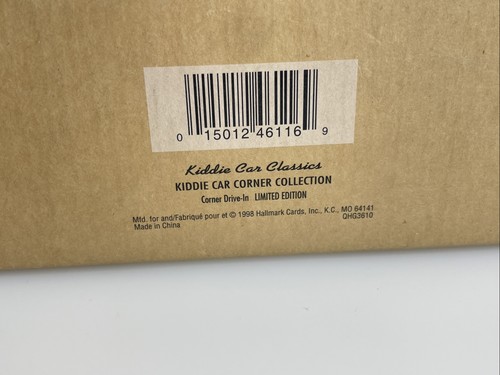 0 15012 46116 9
Kiddie Car Classics
KIDDIE CAR CORNER COLLECTION
Corner Drive-In LIMITED EDITION
Mfd. for and/Fabriqué pour et © 1998 Hallmark Cards, Inc., K.C., MO 64141
Made in China QHG3610